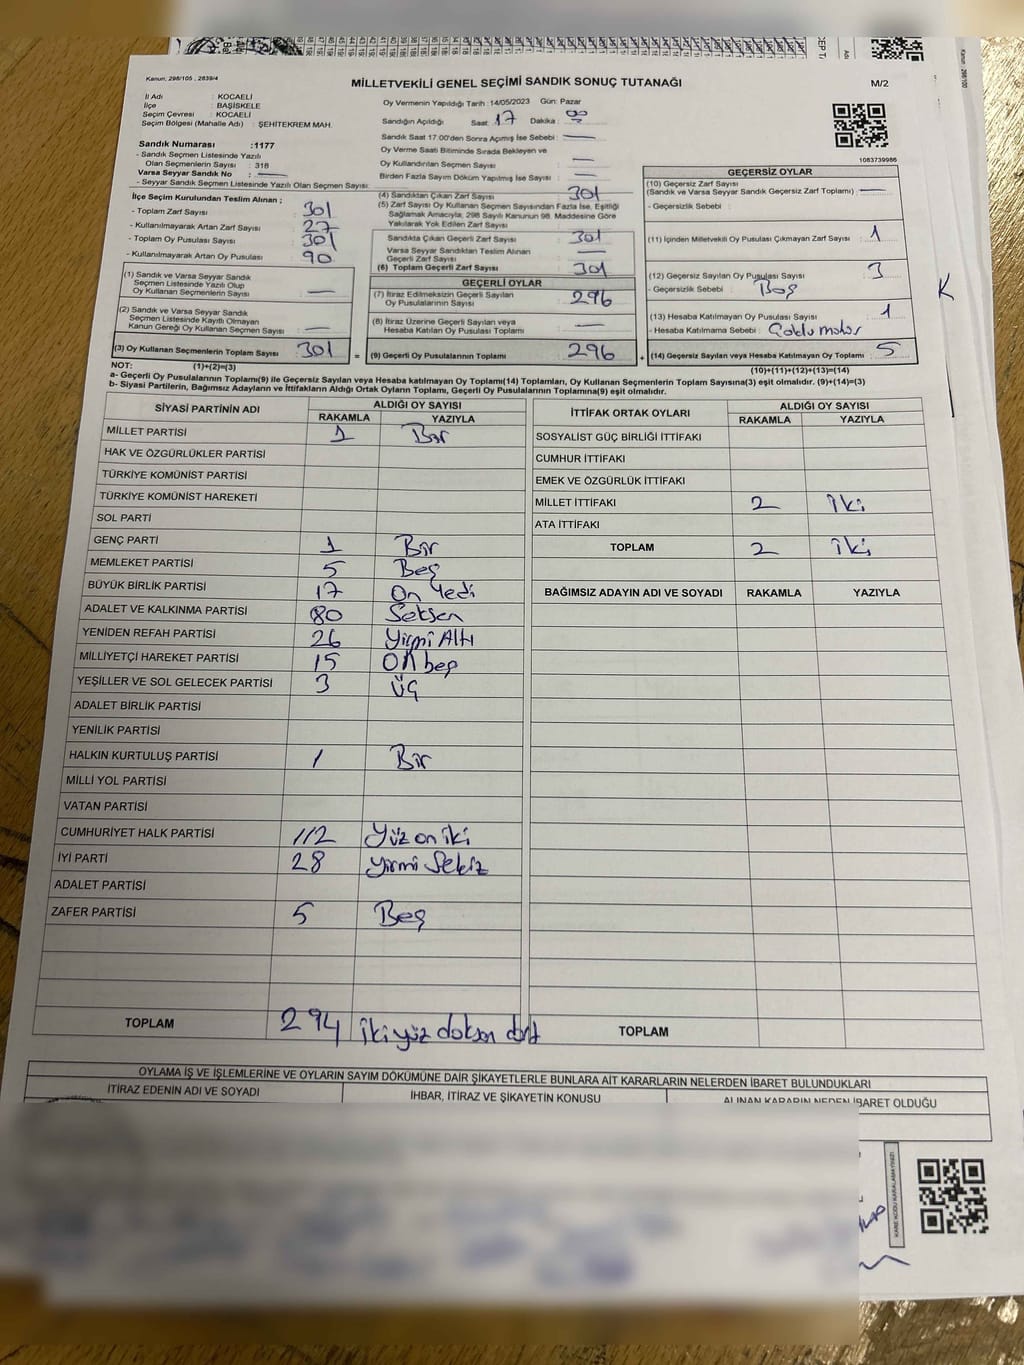 Kanun: 298/105 ; 2839/4
MİLLETVEKİLİ GENEL SEÇİMİ SANDIK SONUÇ TUTANAĞI
M/2
İl Adı : KOCAELİ
İlçe : BAŞİSKELE
Seçim Çevresi : KOCAELİ
Seçim Bölgesi (Mahalle Adı) : ŞEHİTEKREM MAH.
Sandık Numarası :1177
- Sandık Seçmen Listesinde Yazılı
Olan Seçmenlerin Sayısı : 318
Varsa Seyyar Sandık No :
- Seyyar Sandık Seçmen Listesinde Yazılı Olan Seçmen Sayısı:
Oy Vermenin Yapıldığı Tarih :14/05/2023 Gün: Pazar
Sandığın Açıldığı Saat : 17 Dakika :
Sandık Saat 17.00'den Sonra Açımış İse Sebebi : —
Oy Verme Saati Bitiminde Sırada Bekleyen ve
Oy Kullandırılan Seçmen Sayısı : —
Birden Fazla Sayım Döküm Yapılmış İse Sayısı : —
1083739986
İlçe Seçim Kurulundan Teslim Alınan ;
- Toplam Zarf Sayısı : 301
- Kullanılmayarak Artan Zarf Sayısı : 27
- Toplam Oy Pusulası Sayısı : 301
- Kullanılmayarak Artan Oy Pusulası : 90
(1) Sandık ve Varsa Seyyar Sandık
Seçmen Listesinde Yazılı Olup
Oy Kullanan Seçmenlerin Sayısı : —
(2) Sandık ve Varsa Seyyar Sandık
Seçmen Listesinde Kayıtlı Olmayan
Kanun Gereği Oy Kullanan Seçmen Sayısı : —
(3) Oy Kullanan Seçmenlerin Toplam Sayısı : 301
(1)+(2)=(3)
(4) Sandıktan Çıkan Zarf Sayısı : 301
(5) Zarf Sayısı Oy Kullanan Seçmen Sayısından Fazla İse, Eşitliği
Sağlamak Amacıyla, 298 Sayılı Kanunun 98. Maddesine Göre
Yakılarak Yok Edilen Zarf Sayısı :
Sandıkta Çıkan Geçerli Zarf Sayısı : 301
Varsa Seyyar Sandıktan Teslim Alınan
Geçerli Zarf Sayısı : —
(6) Toplam Geçerli Zarf Sayısı : 301
GEÇERLİ OYLAR
(7) İtiraz Edilmeksizin Geçerli Sayılan
Oy Pusulalarının Sayısı : 296
(8) İtiraz Üzerine Geçerli Sayılan veya
Hesaba Katılan Oy Pusulası Toplamı : —
= (9) Geçerli Oy Pusulalarının Toplamı : 296
GEÇERSİZ OYLAR
(10) Geçersiz Zarf Sayısı
(Sandık ve Varsa Seyyar Sandık Geçersiz Zarf Toplamı) : —
- Geçersizlik Sebebi :
(11) İçinden Milletvekili Oy Pusulası Çıkmayan Zarf Sayısı : 1
(12) Geçersiz Sayılan Oy Pusulası Sayısı : 3
- Geçersizlik Sebebi : Boş
(13) Hesaba Katılmayan Oy Pusulası Sayısı : 1
- Hesaba Katılmama Sebebi :
+ (14) Geçersiz Sayılan veya Hesaba Katılmayan Oy Toplamı : 5
(10)+(11)+(12)+(13)=(14)
K
NOT:
a- Geçerli Oy Pusulalarının Toplamı(9) ile Geçersiz Sayılan veya Hesaba katılmayan Oy Toplamı(14) Toplamları, Oy Kullanan Seçmenlerin Toplam Sayısına(3) eşit olmalıdır. (9)+(14)=(3)
b- Siyasi Partilerin, Bağımsız Adayların ve İttifakların Aldığı Ortak Oyların Toplamı, Geçerli Oy Pusulalarının Toplamına(9) eşit olmalıdır.
SİYASİ PARTİNİN ADI
ALDIĞI OY SAYISI
RAKAMLA YAZIYLA
MİLLET PARTİSİ 1 Bir
HAK VE ÖZGÜRLÜKLER PARTİSİ
TÜRKİYE KOMÜNİST PARTİSİ
TÜRKİYE KOMÜNİST HAREKETİ
SOL PARTİ
GENÇ PARTİ 1 Bir
MEMLEKET PARTİSİ 5 Beş
BÜYÜK BİRLİK PARTİSİ 17 On Yedi
ADALET VE KALKINMA PARTİSİ 80 Seksen
YENİDEN REFAH PARTİSİ 26 Yirmi Altı
MİLLİYETÇİ HAREKET PARTİSİ 15 On beş
YEŞİLLER VE SOL GELECEK PARTİSİ 3 Üç
ADALET BİRLİK PARTİSİ
YENİLİK PARTİSİ
HALKIN KURTULUŞ PARTİSİ 1 Bir
MİLLİ YOL PARTİSİ
VATAN PARTİSİ
CUMHURİYET HALK PARTİSİ 112 Yüz on iki
İYİ PARTİ 28 Yirmi Sekiz
ADALET PARTİSİ
ZAFER PARTİSİ 5 Beş
TOPLAM 294 İki yüz doksan dört
İTTİFAK ORTAK OYLARI
ALDIĞI OY SAYISI
RAKAMLA YAZIYLA
SOSYALİST GÜÇ BİRLİĞİ İTTİFAKI
CUMHUR İTTİFAKI
EMEK VE ÖZGÜRLÜK İTTİFAKI
MİLLET İTTİFAKI 2 İki
ATA İTTİFAKI
TOPLAM 2 İki
BAĞIMSIZ ADAYIN ADI VE SOYADI RAKAMLA YAZIYLA
TOPLAM
OYLAMA İŞ VE İŞLEMLERİNE VE OYLARIN SAYIM DÖKÜMÜNE DAİR ŞİKAYETLERLE BUNLARA AİT KARARLARIN NELERDEN İBARET BULUNDUKLARI
İTİRAZ EDENİN ADI VE SOYADI
İHBAR, İTİRAZ VE ŞİKAYETİN KONUSU
ALINAN KARARIN NEDEN İBARET OLDUĞU
KARE KODU KARALAMAYINIZ!